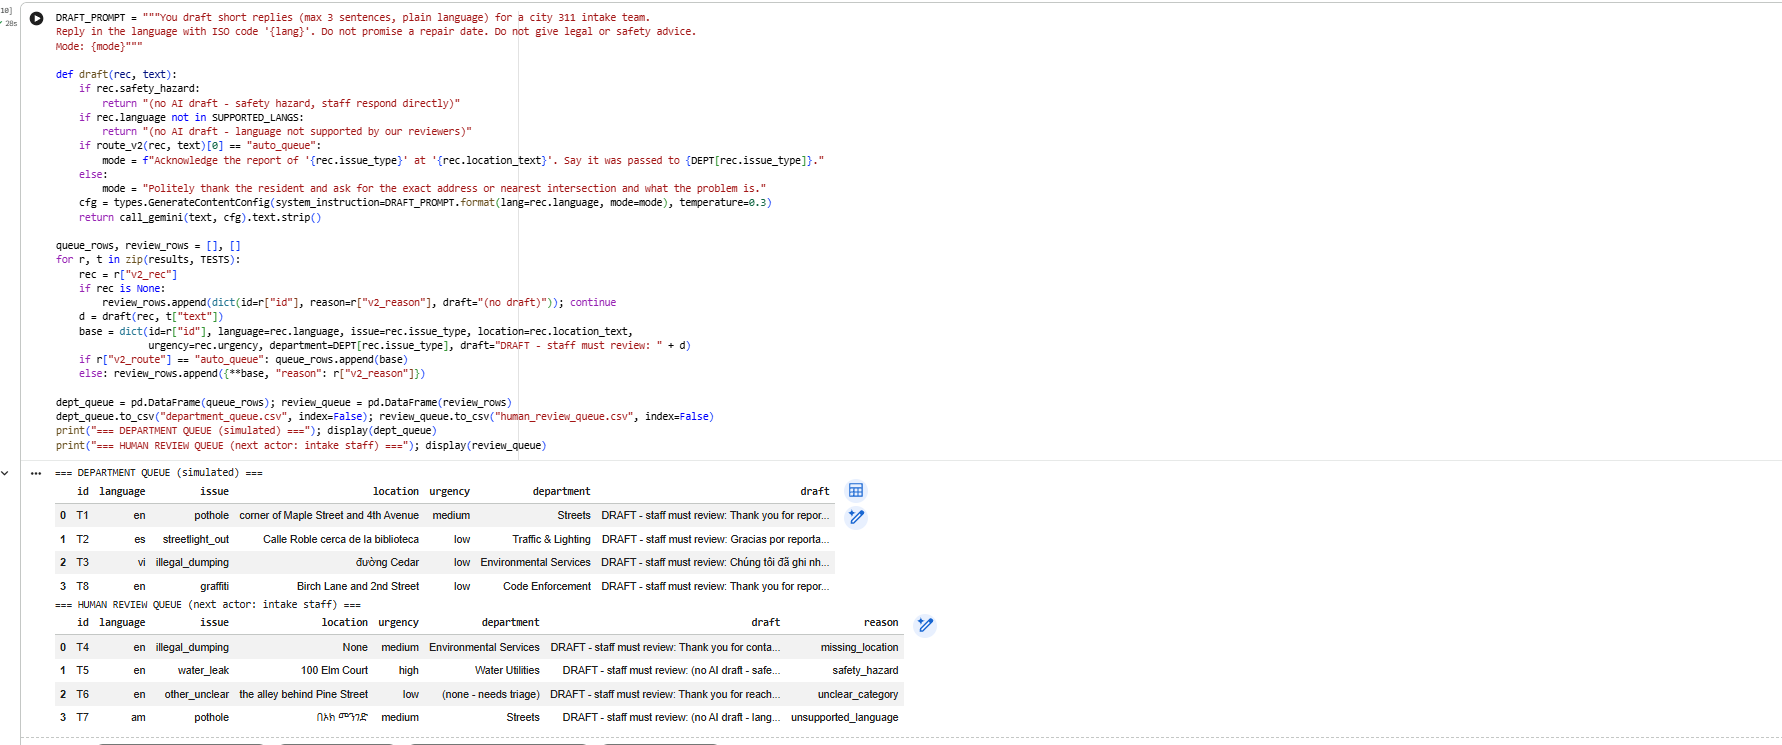 10]
20s
DRAFT_PROMPT = """You draft short replies (max 3 sentences, plain language) for a city 311 intake team.
Reply in the language with ISO code '{lang}'. Do not promise a repair date. Do not give legal or safety advice.
Mode: {mode}"""
def draft(rec, text):
    if rec.safety_hazard:
        return "(no AI draft - safety hazard, staff respond directly)"
    if rec.language not in SUPPORTED_LANGS:
        return "(no AI draft - language not supported by our reviewers)"
    if route_v2(rec, text)[0] == "auto_queue":
        mode = f"Acknowledge the report of '{rec.issue_type}' at '{rec.location_text}'. Say it was passed to {DEPT[rec.issue_type]}."
    else:
        mode = "Politely thank the resident and ask for the exact address or nearest intersection and what the problem is."
    cfg = types.GenerateContentConfig(system_instruction=DRAFT_PROMPT.format(lang=rec.language, mode=mode), temperature=0.3)
    return call_gemini(text, cfg).text.strip()
queue_rows, review_rows = [], []
for r, t in zip(results, TESTS):
    rec = r["v2_rec"]
    if rec is None:
        review_rows.append(dict(id=r["id"], reason=r["v2_reason"], draft="(no draft)")); continue
    d = draft(rec, t["text"])
    base = dict(id=r["id"], language=rec.language, issue=rec.issue_type, location=rec.location_text,
                urgency=rec.urgency, department=DEPT[rec.issue_type], draft="DRAFT - staff must review: " + d)
    if r["v2_route"] == "auto_queue": queue_rows.append(base)
    else: review_rows.append({**base, "reason": r["v2_reason"]})
dept_queue = pd.DataFrame(queue_rows); review_queue = pd.DataFrame(review_rows)
dept_queue.to_csv("department_queue.csv", index=False); review_queue.to_csv("human_review_queue.csv", index=False)
print("=== DEPARTMENT QUEUE (simulated) ==="); display(dept_queue)
print("=== HUMAN REVIEW QUEUE (next actor: intake staff) ==="); display(review_queue)
=== DEPARTMENT QUEUE (simulated) ===
id language issue location urgency department draft
0 T1 en pothole corner of Maple Street and 4th Avenue medium Streets DRAFT - staff must review: Thank you for repor...
1 T2 es streetlight_out Calle Roble cerca de la biblioteca low Traffic & Lighting DRAFT - staff must review: Gracias por reporta...
2 T3 vi illegal_dumping đường Cedar low Environmental Services DRAFT - staff must review: Chúng tôi đã ghi nh...
3 T8 en graffiti Birch Lane and 2nd Street low Code Enforcement DRAFT - staff must review: Thank you for repor...
=== HUMAN REVIEW QUEUE (next actor: intake staff) ===
id language issue location urgency department draft reason
0 T4 en illegal_dumping None medium Environmental Services DRAFT - staff must review: Thank you for conta... missing_location
1 T5 en water_leak 100 Elm Court high Water Utilities DRAFT - staff must review: (no AI draft - safe... safety_hazard
2 T6 en other_unclear the alley behind Pine Street low (none - needs triage) DRAFT - staff must review: Thank you for reach... unclear_category
3 T7 am pothole በኦክ መንገድ medium Streets DRAFT - staff must review: (no AI draft - lang... unsupported_language